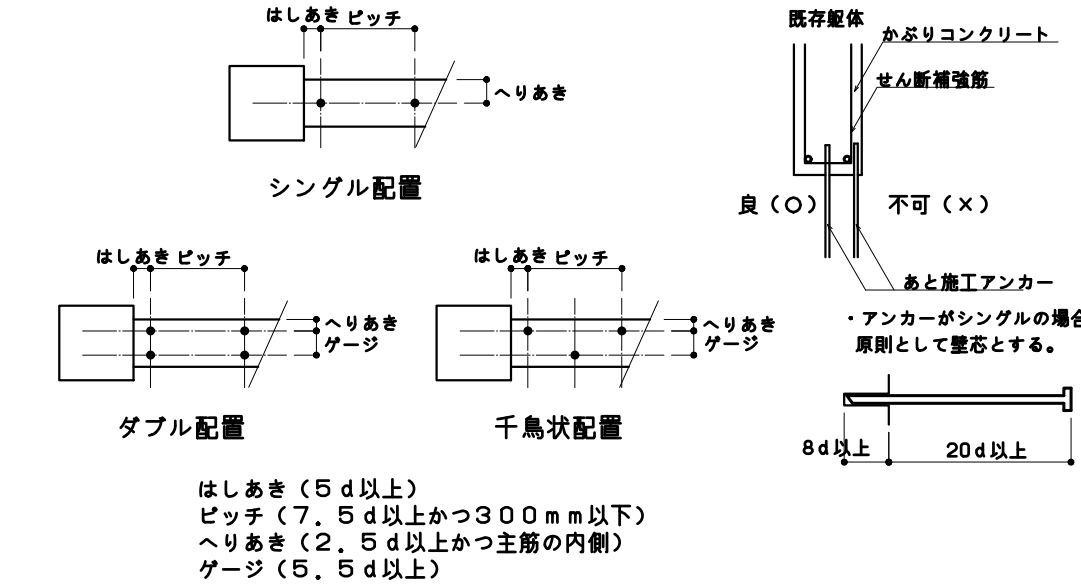 はしあき ピッチ
へりあき
シングル配置
既存躯体
かぶりコンクリート
せん断補強筋
良（○）
不可（×）
あと施工アンカー
・アンカーがシングルの場合
原則として壁芯とする。
はしあき ピッチ
へりあき
ゲージ
ダブル配置
はしあき ピッチ
へりあき
ゲージ
千鳥状配置
8d以上
20d以上
はしあき（５ｄ以上）
ピッチ（７．５ｄ以上かつ３００ｍｍ以下）
へりあき（２．５ｄ以上かつ主筋の内側）
ゲージ（５．５ｄ以上）